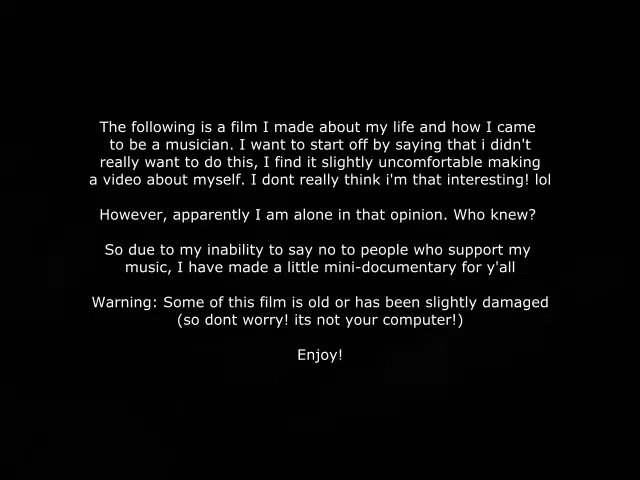 The following is a film I made about my life and how I came
to be a musician. I want to start off by saying that i didn't
really want to do this, I find it slightly uncomfortable making
a video about myself. I dont really think i'm that interesting! lol
However, apparently I am alone in that opinion. Who knew?
So due to my inability to say no to people who support my
music, I have made a little mini-documentary for y'all
Warning: Some of this film is old or has been slightly damaged
(so dont worry! its not your computer!)
Enjoy!